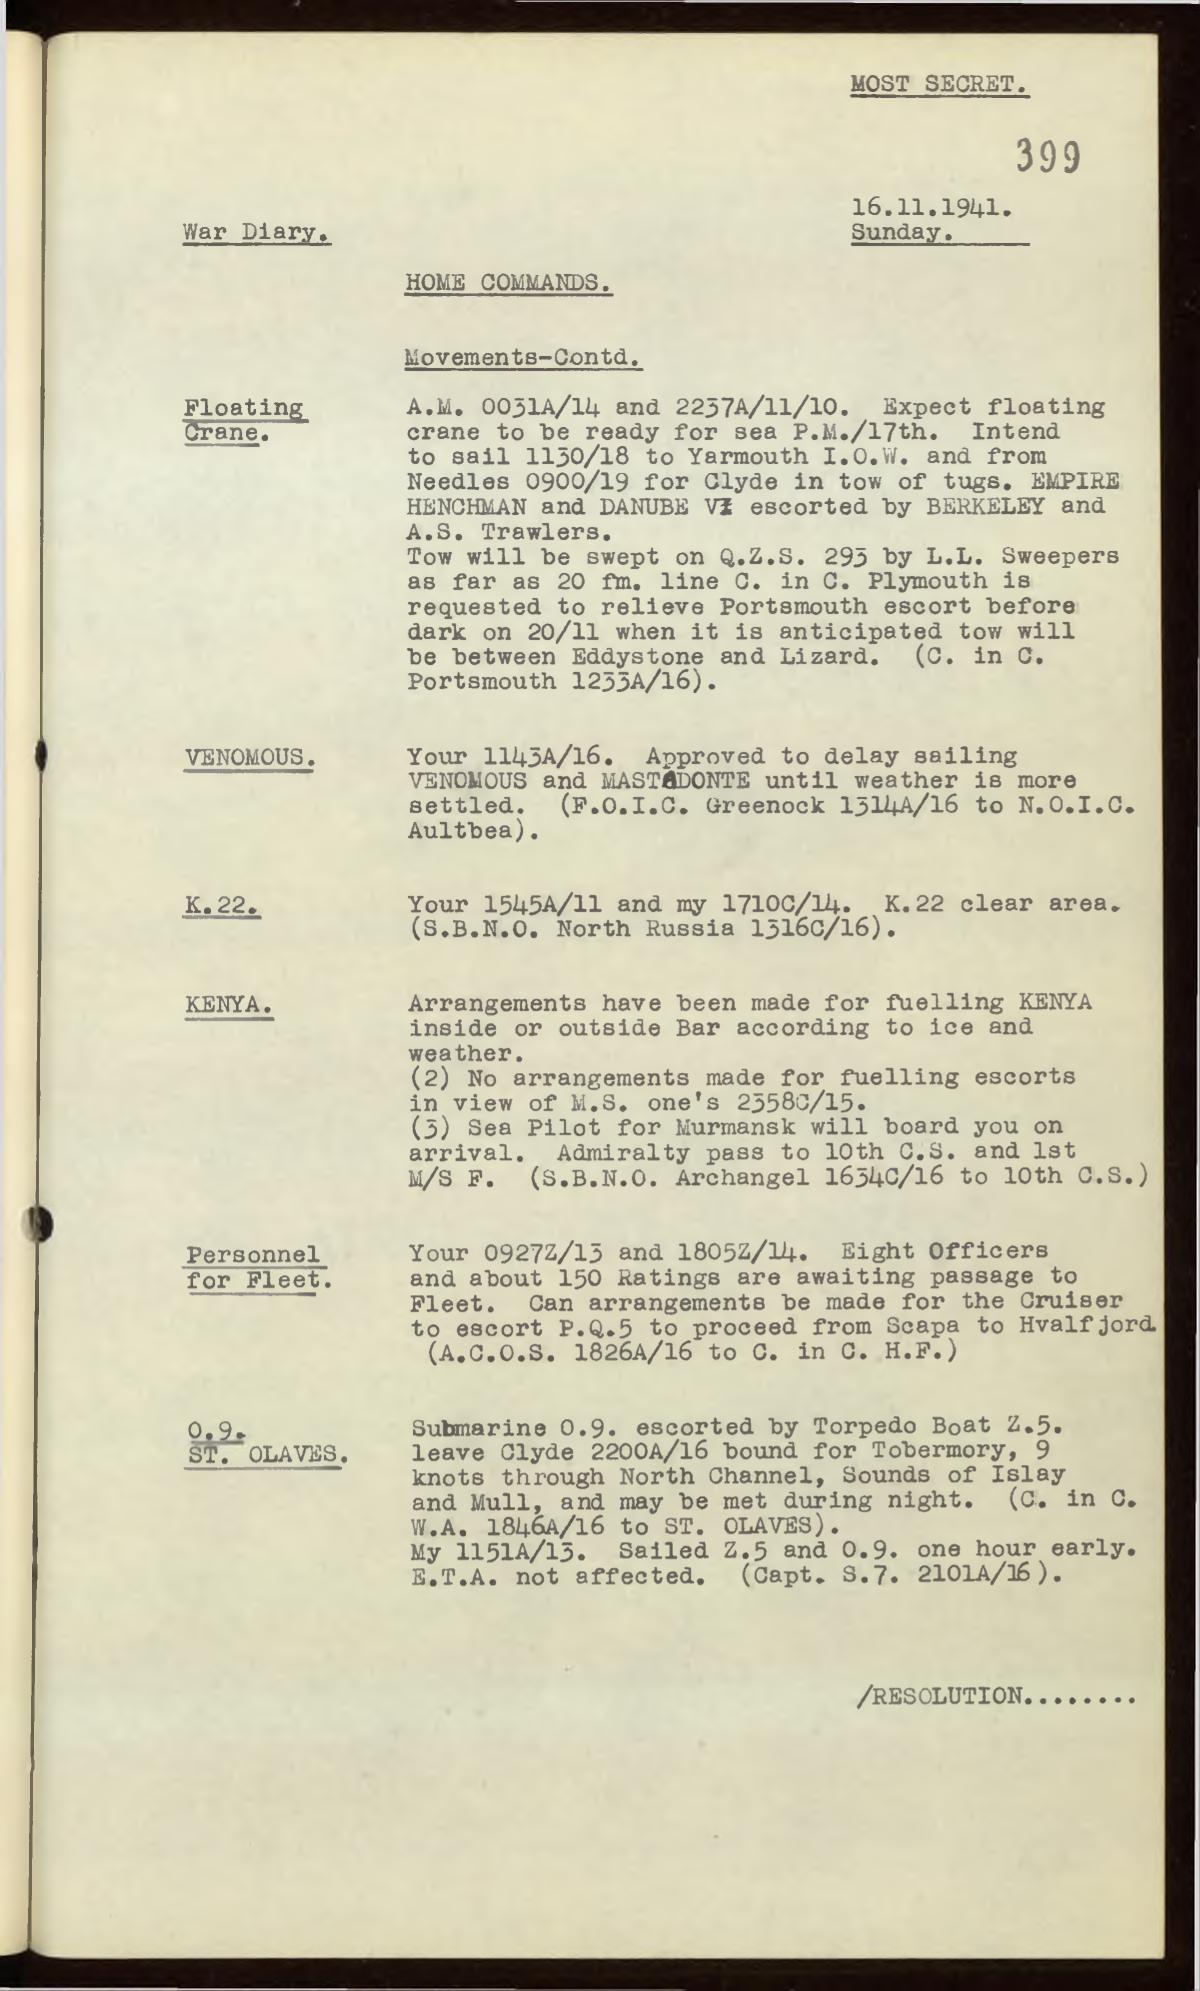 MOST SECRET.
399
16.11.1941.
War Diary.
Sunday.
HOME COMMANDS.
Movements-Contd.
Floating
Crane.
A.M. 0031A/14 and 2237A/11/10. Expect floating
crane to be ready for sea P.M./17th. Intend
to sail 1130/18 to Yarmouth I.O.W. and from
Needles 0900/19 for Clyde in tow of tugs. EMPIRE
HENCHMAN and DANUBE escorted by BERKELEY and
A.S. Trawlers.
Tow will be swept on Q.Z.S. 293 by L.L. Sweepers
as far as 20 fm. line C. in C. Plymouth is
requested to relieve Portsmouth escort before
dark on 20/11 when it is anticipated tow will
be between Eddystone and Lizard. (C. in C.
Portsmouth 1233A/16).
VENOMOUS.
Your 1143A/16. Approved to delay sailing
VENOMOUS and MASTODONTE until weather is more
settled. (F.O.I.C. Greenock 1314A/16 to N.O.I.C.
Aultbea).
K.22.
Your 1545A/11 and my 1710C/14. K.22 clear area.
(S.B.N.O. North Russia 1316C/16).
KENYA.
Arrangements have been made for fuelling KENYA
inside or outside Bar according to ice and
weather.
(2) No arrangements made for fuelling escorts
in view of M.S. one's 2358C/15.
(3) Sea Pilot for Murmansk will board you on
arrival. Admiralty pass to 10th C.S. and 1st
M/S F. (S.B.N.O. Archangel 1634C/16 to 10th C.S.)
Personnel
for Fleet.
Your 0927Z/13 and 1805Z/14. Eight Officers
and about 150 Ratings are awaiting passage to
Fleet. Can arrangements be made for the Cruiser
to escort P.Q.5 to proceed from Scapa to Hvalfjord.
(A.C.O.S. 1826A/16 to C. in C. H.F.)
O.9.
ST. OLAVES.
Submarine O.9. escorted by Torpedo Boat Z.5.
leave Clyde 2200A/16 bound for Tobermory, 9
knots through North Channel, Sounds of Islay
and Mull, and may be met during night. (C. in C.
W.A. 1846A/16 to ST. OLAVES).
My 1151A/13. Sailed Z.5 and O.9. one hour early.
E.T.A. not affected. (Capt. S.7. 2101A/16).
/RESOLUTION........